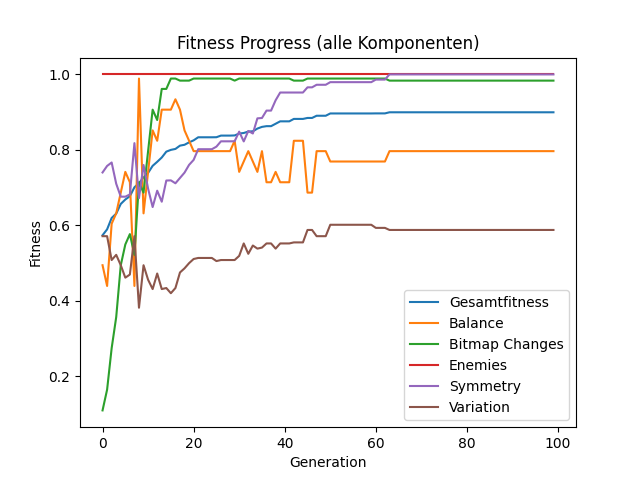 Fitness Progress (alle Komponenten)
1.0
0.8
0.6
0.4
0.2
Fitness
0
20
40
60
80
100
Generation
Gesamtfitness
Balance
Bitmap Changes
Enemies
Symmetry
Variation